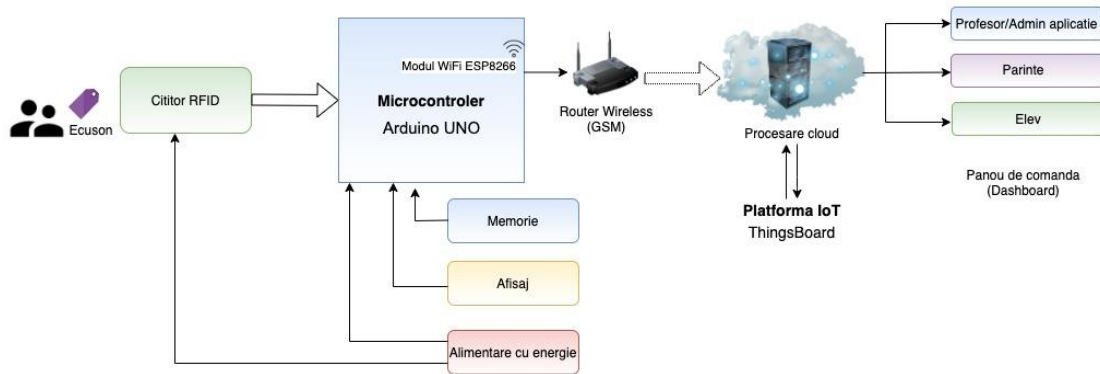 Ecuson
Cititor RFID
Modul WiFi ESP8266
Microcontroler
Arduino UNO
Memorie
Afisaj
Alimentare cu energie
Router Wireless
(GSM)
Procesare cloud
Platforma IoT
ThingsBoard
Profesor/Admin aplicatie
Parinte
Elev
Panou de comanda
(Dashboard)